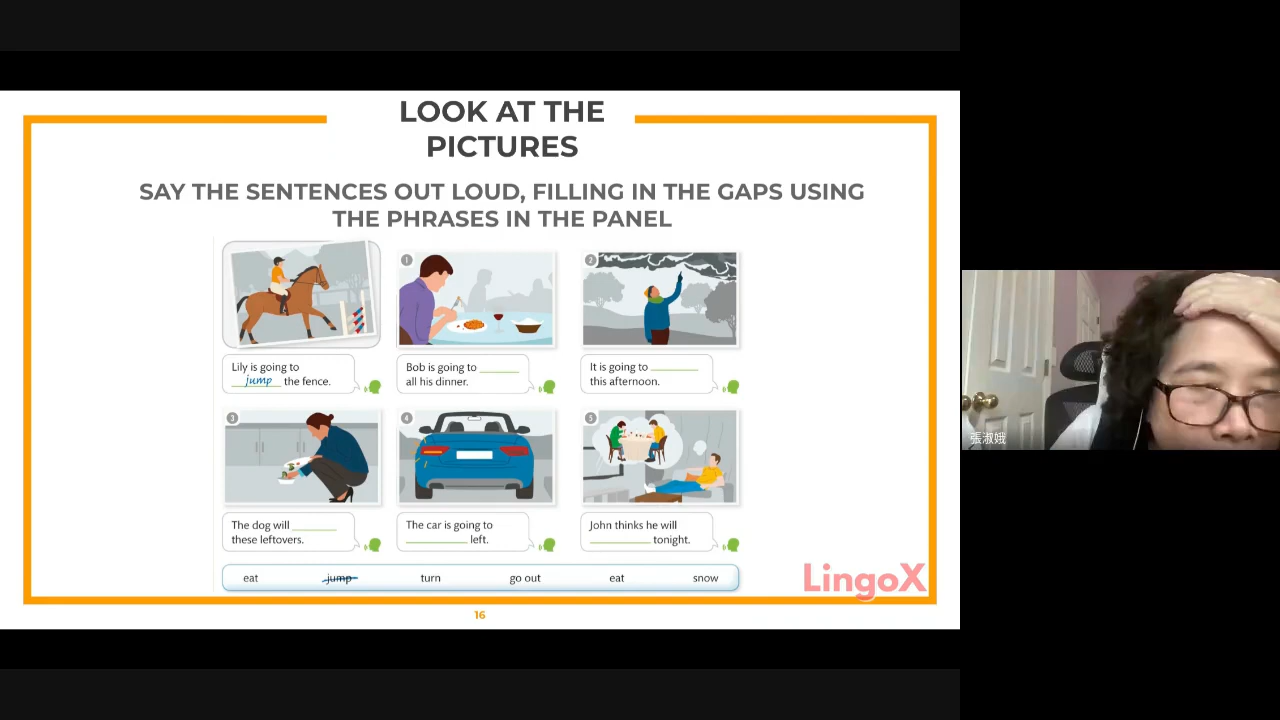 LOOK AT THE
PICTURES
SAY THE SENTENCES OUT LOUD, FILLING IN THE GAPS USING
THE PHRASES IN THE PANEL
Lily is going to
jump the fence.
1
Bob is going to
all his dinner.
2
It is going to
this afternoon.
3
The dog will
these leftovers.
4
The car is going to
left.
5
John thinks he will
tonight.
eat jump turn go out eat snow
LingoX
16
張淑娥